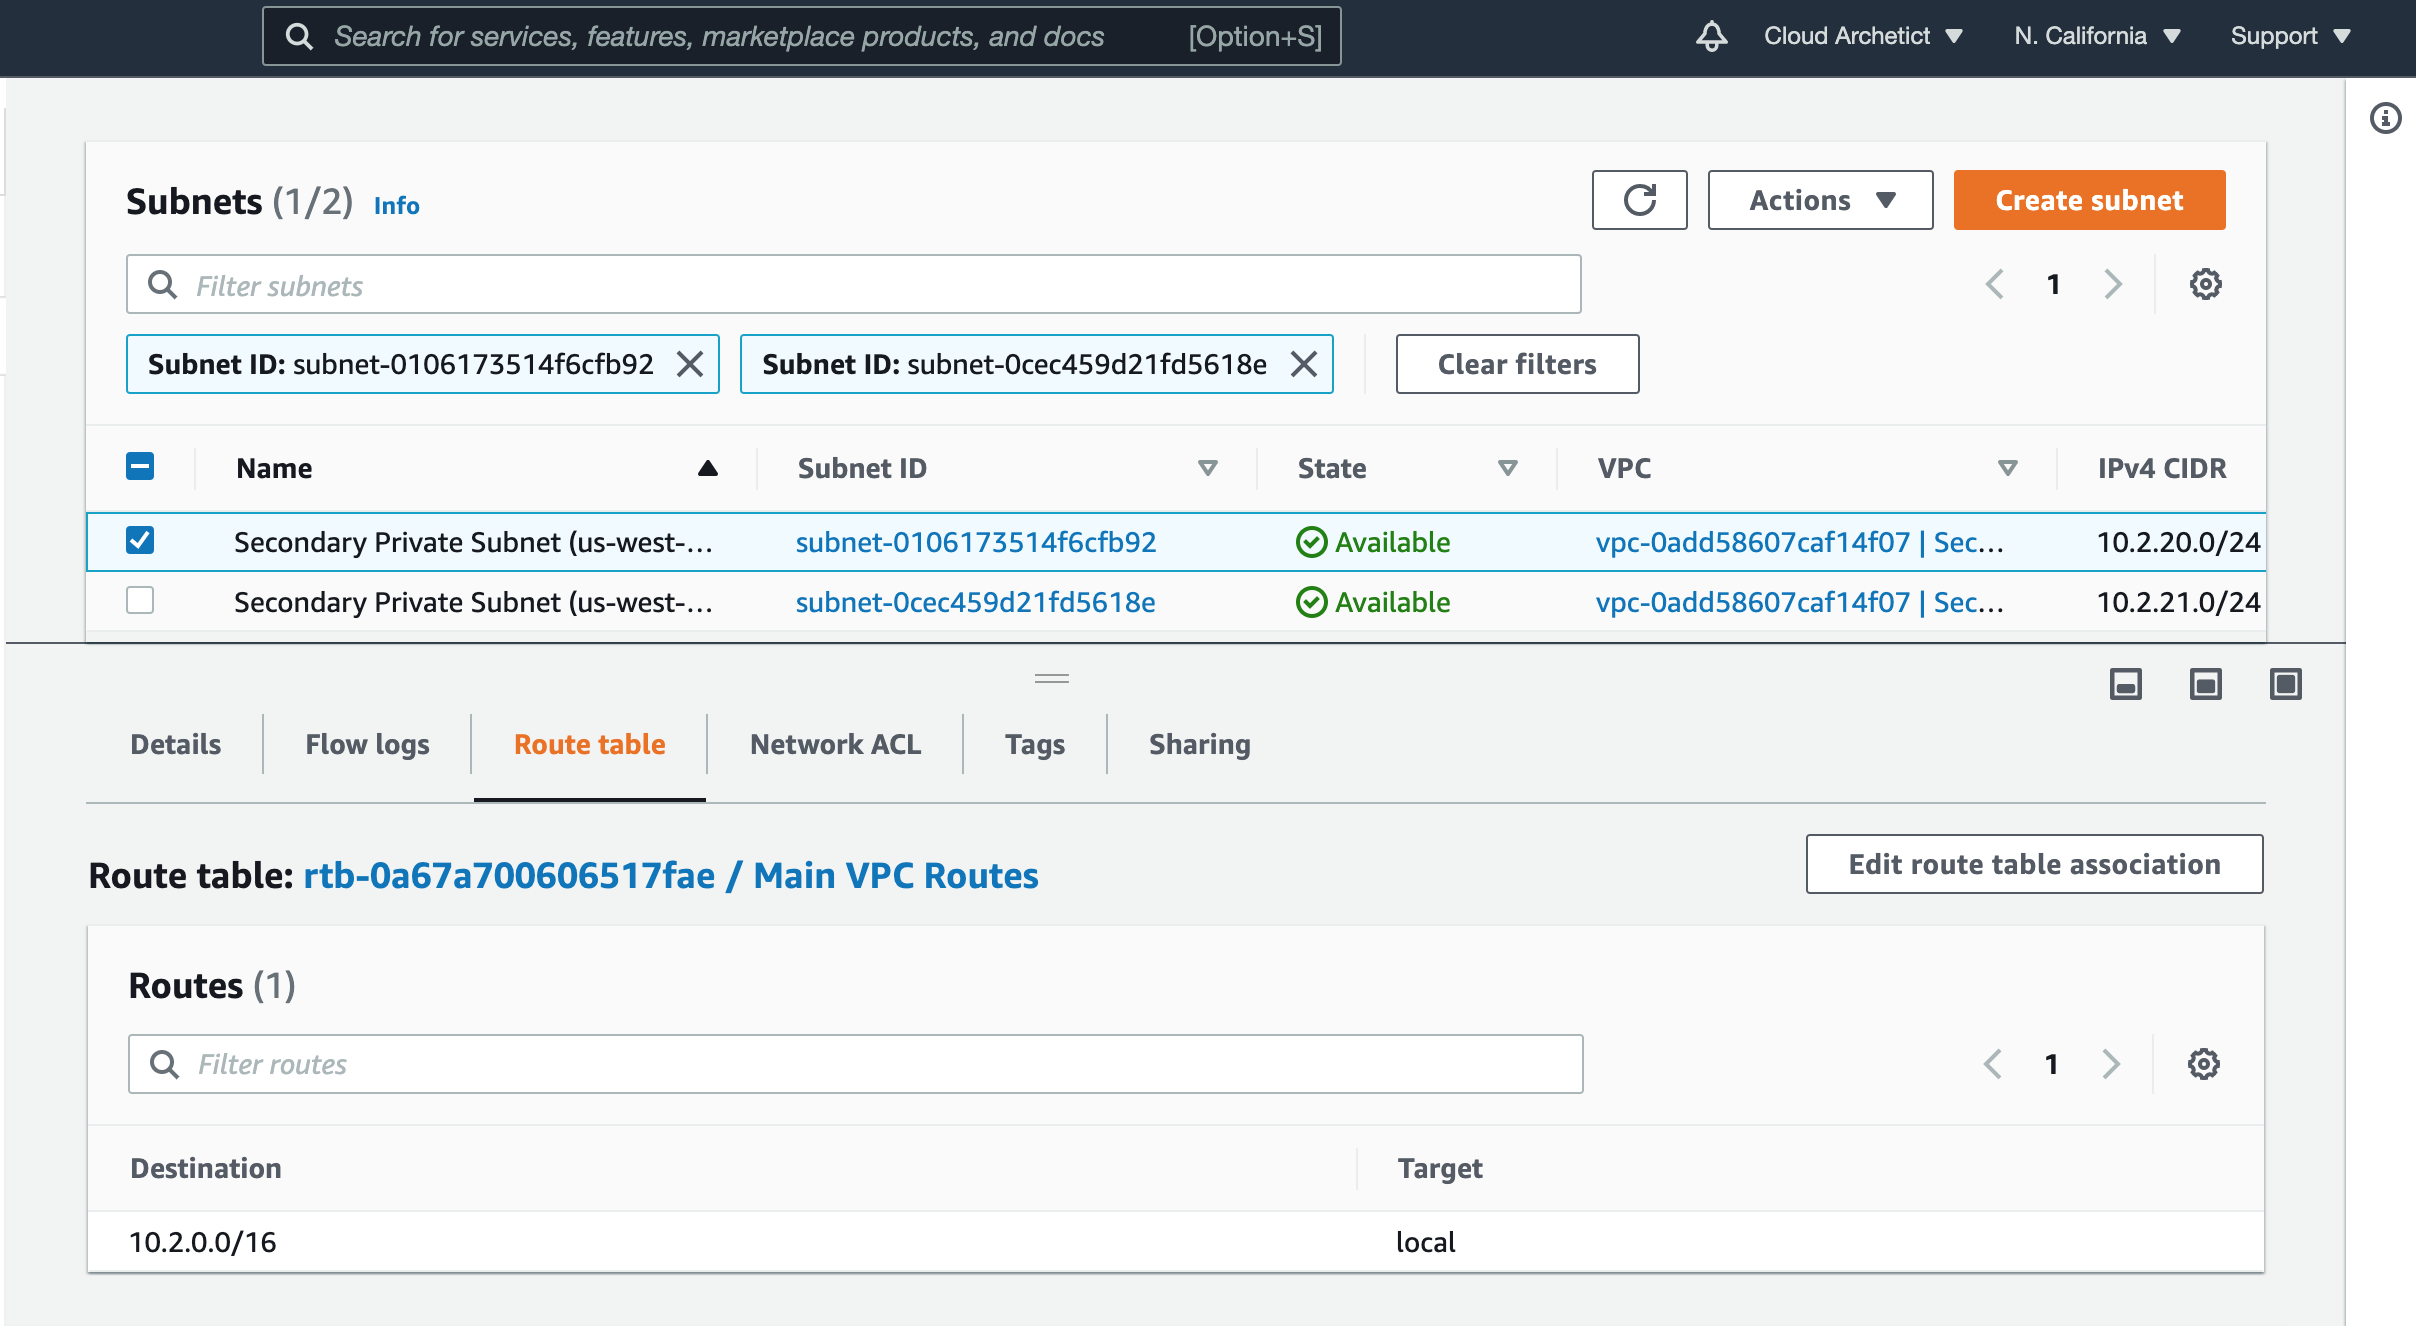 Search for services, features, marketplace products, and docs [Option+S] Cloud Archetict N. California Support
Subnets (1/2) Info Actions Create subnet
Filter subnets 1
Subnet ID: subnet-0106173514f6cfb92 Subnet ID: subnet-0cec459d21fd5618e Clear filters
Name Subnet ID State VPC IPv4 CIDR
Secondary Private Subnet (us-west-... subnet-0106173514f6cfb92 Available vpc-0add58607caf14f07 | Sec... 10.2.20.0/24
Secondary Private Subnet (us-west-... subnet-0cec459d21fd5618e Available vpc-0add58607caf14f07 | Sec... 10.2.21.0/24
Details Flow logs Route table Network ACL Tags Sharing
Route table: rtb-0a67a700606517fae / Main VPC Routes Edit route table association
Routes (1)
Filter routes 1
Destination Target
10.2.0.0/16 local